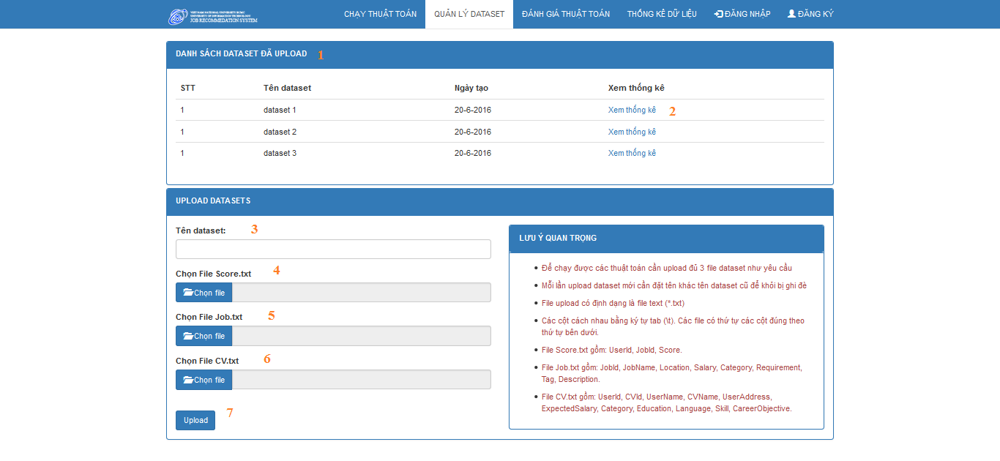 VIET NAM NATIONAL UNIVERSITY HCMC
UNIVERSITY OF INFORMATION TECHNOLOGY
JOB RECOMMEDATION SYSTEM
CHẠY THUẬT TOÁN
QUẢN LÝ DATASET
ĐÁNH GIÁ THUẬT TOÁN
THỐNG KÊ DỮ LIỆU
ĐĂNG NHẬP
ĐĂNG KÝ
DANH SÁCH DATASET ĐÃ UPLOAD 1
STT Tên dataset Ngày tạo Xem thống kê
1 dataset 1 20-6-2016 Xem thống kê 2
1 dataset 2 20-6-2016 Xem thống kê
1 dataset 3 20-6-2016 Xem thống kê
UPLOAD DATASETS
Tên dataset: 3
Chọn File Score.txt 4
Chọn file
Chọn File Job.txt 5
Chọn file
Chọn File CV.txt 6
Chọn file
7
Upload
LƯU Ý QUAN TRỌNG
Để chạy được các thuật toán cần upload đủ 3 file dataset như yêu cầu
Mỗi lần upload dataset mới cần đặt tên khác tên dataset cũ để khỏi bị ghi đè
File upload có định dạng là file text (*.txt)
Các cột cách nhau bằng ký tự tab (\t). Các file có thứ tự các cột đúng theo
thứ tự bên dưới.
File Score.txt gồm: UserId, JobId, Score.
File Job.txt gồm: JobId, JobName, Location, Salary, Category, Requirement,
Tag, Description.
File CV.txt gồm: UserId, CVId, UserName, CVName, UserAddress,
ExpectedSalary, Category, Education, Language, Skill, CareerObjective.